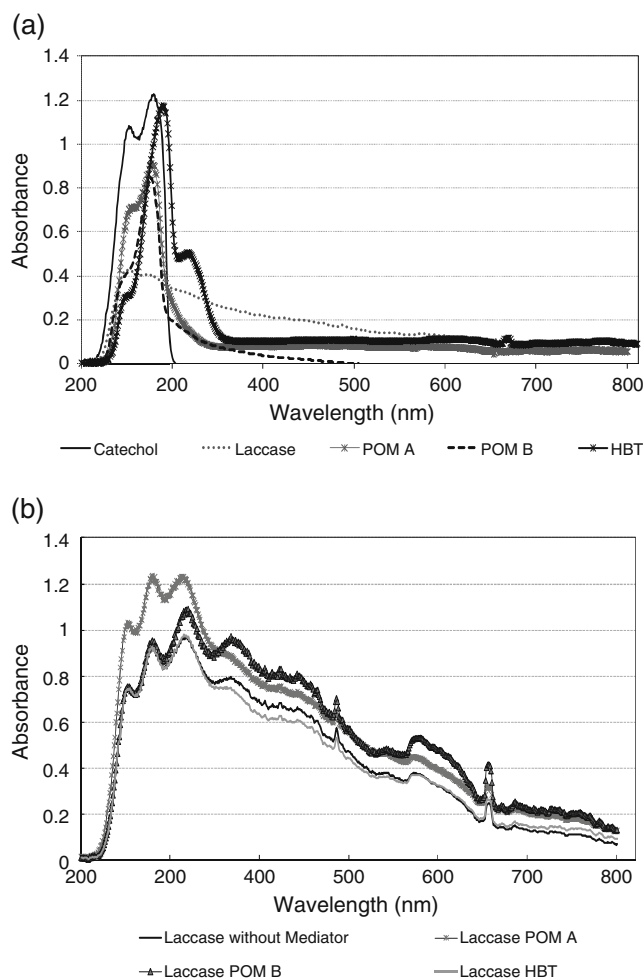 (a)
1.4
1.2
1
0.8
0.6
0.4
0.2
0
Absorbance
200 200 400 500 600 700 800
Wavelength (nm)
Catechol Laccase POM A POM B HBT
(b)
1.4
1.2
1
0.8
0.6
0.4
0.2
0
Absorbance
200 200 400 500 600 700 800
Wavelength (nm)
Laccase without Mediator Laccase POM A
Laccase POM B Laccase HBT